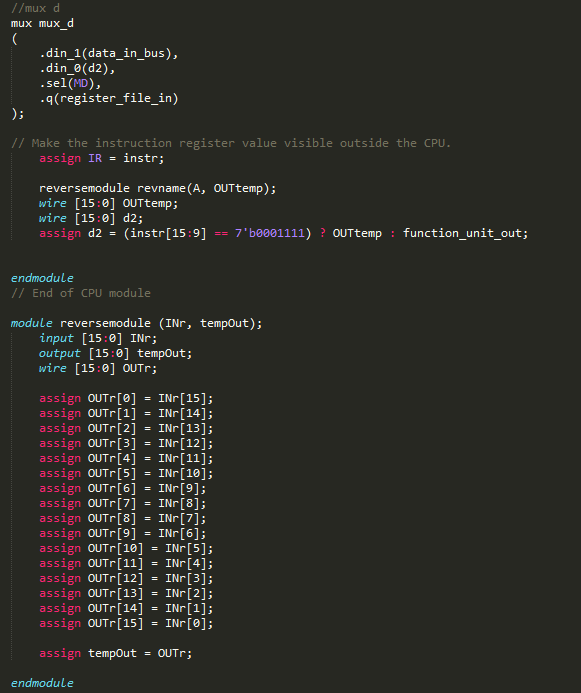 //mux d
mux mux_d
(
    .din_1(data_in_bus),
    .din_0(d2),
    .sel(MD),
    .q(register_file_in)
);

// Make the instruction register value visible outside the CPU.
    assign IR = instr;

    reversemodule revname(A, OUTtemp);
    wire [15:0] OUTtemp;
    wire [15:0] d2;
    assign d2 = (instr[15:9] == 7'b0001111) ? OUTtemp : function_unit_out;


endmodule
// End of CPU module

module reversemodule (INr, tempOut);
    input [15:0] INr;
    output [15:0] tempOut;
    wire [15:0] OUTr;

    assign OUTr[0] = INr[15];
    assign OUTr[1] = INr[14];
    assign OUTr[2] = INr[13];
    assign OUTr[3] = INr[12];
    assign OUTr[4] = INr[11];
    assign OUTr[5] = INr[10];
    assign OUTr[6] = INr[9];
    assign OUTr[7] = INr[8];
    assign OUTr[8] = INr[7];
    assign OUTr[9] = INr[6];
    assign OUTr[10] = INr[5];
    assign OUTr[11] = INr[4];
    assign OUTr[12] = INr[3];
    assign OUTr[13] = INr[2];
    assign OUTr[14] = INr[1];
    assign OUTr[15] = INr[0];

    assign tempOut = OUTr;

endmodule